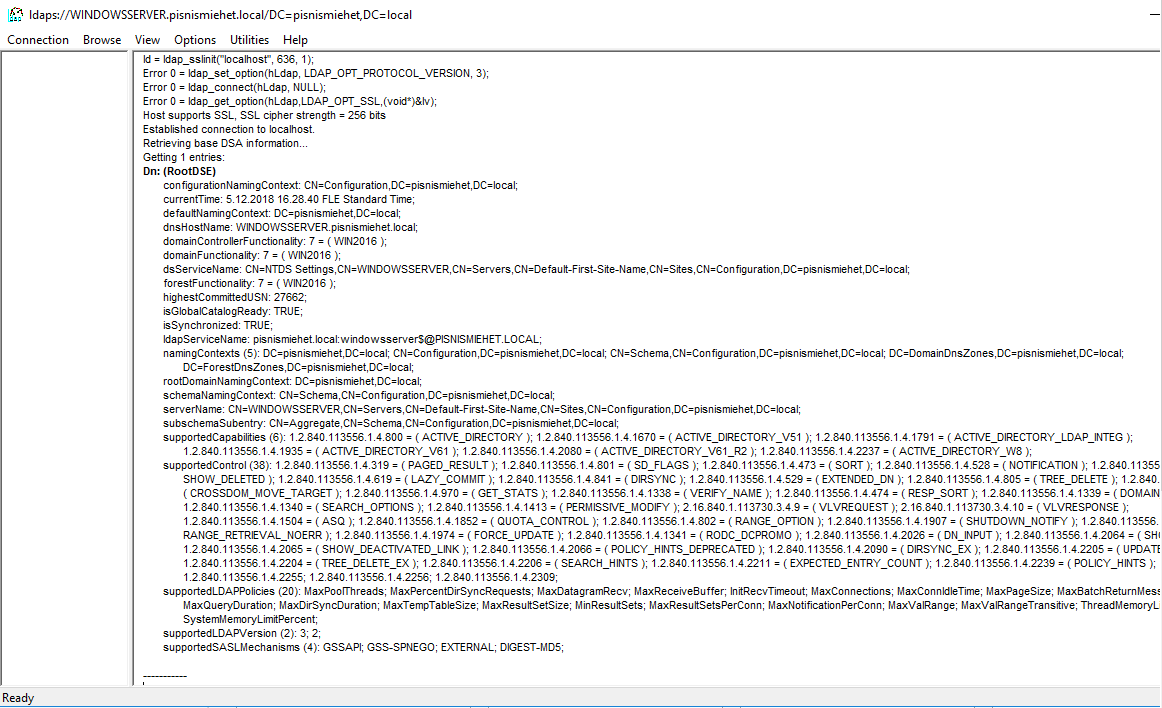 ldaps://WINDOWSSERVER.pisnismiehet.local/DC=pisnismiehet,DC=local
Connection Browse View Options Utilities Help
ld = ldap_sslinit("localhost", 636, 1);
Error 0 = ldap_set_option(hLdap, LDAP_OPT_PROTOCOL_VERSION, 3);
Error 0 = ldap_connect(hLdap, NULL);
Error 0 = ldap_get_option(hLdap,LDAP_OPT_SSL,(void*)&lv);
Host supports SSL, SSL cipher strength = 256 bits
Established connection to localhost.
Retrieving base DSA information...
Getting 1 entries:
Dn: (RootDSE)
configurationNamingContext: CN=Configuration,DC=pisnismiehet,DC=local;
currentTime: 5.12.2018 16.28.40 FLE Standard Time;
defaultNamingContext: DC=pisnismiehet,DC=local;
dnsHostName: WINDOWSSERVER.pisnismiehet.local;
domainControllerFunctionality: 7 = ( WIN2016 );
domainFunctionality: 7 = ( WIN2016 );
dsServiceName: CN=NTDS Settings,CN=WINDOWSSERVER,CN=Servers,CN=Default-First-Site-Name,CN=Sites,CN=Configuration,DC=pisnismiehet,DC=local;
forestFunctionality: 7 = ( WIN2016 );
highestCommittedUSN: 27662;
isGlobalCatalogReady: TRUE;
isSynchronized: TRUE;
ldapServiceName: pisnismiehet.local:windowsserver$@PISNISMIEHET.LOCAL;
namingContexts (5): DC=pisnismiehet,DC=local; CN=Configuration,DC=pisnismiehet,DC=local; CN=Schema,CN=Configuration,DC=pisnismiehet,DC=local; DC=DomainDnsZones,DC=pisnismiehet,DC=local;
DC=ForestDnsZones,DC=pisnismiehet,DC=local;
rootDomainNamingContext: DC=pisnismiehet,DC=local;
schemaNamingContext: CN=Schema,CN=Configuration,DC=pisnismiehet,DC=local;
serverName: CN=WINDOWSSERVER,CN=Servers,CN=Default-First-Site-Name,CN=Sites,CN=Configuration,DC=pisnismiehet,DC=local;
subschemaSubentry: CN=Aggregate,CN=Schema,CN=Configuration,DC=pisnismiehet,DC=local;
supportedCapabilities (6): 1.2.840.113556.1.4.800 = ( ACTIVE_DIRECTORY ); 1.2.840.113556.1.4.1670 = ( ACTIVE_DIRECTORY_V51 ); 1.2.840.113556.1.4.1791 = ( ACTIVE_DIRECTORY_LDAP_INTEG );
1.2.840.113556.1.4.1935 = ( ACTIVE_DIRECTORY_V61 ); 1.2.840.113556.1.4.2080 = ( ACTIVE_DIRECTORY_V61_R2 ); 1.2.840.113556.1.4.2237 = ( ACTIVE_DIRECTORY_W8 );
supportedControl (38): 1.2.840.113556.1.4.319 = ( PAGED_RESULT ); 1.2.840.113556.1.4.801 = ( SD_FLAGS ); 1.2.840.113556.1.4.473 = ( SORT ); 1.2.840.113556.1.4.528 = ( NOTIFICATION ); 1.2.840.11355
SHOW_DELETED ); 1.2.840.113556.1.4.619 = ( LAZY_COMMIT ); 1.2.840.113556.1.4.841 = ( DIRSYNC ); 1.2.840.113556.1.4.529 = ( EXTENDED_DN ); 1.2.840.113556.1.4.805 = ( TREE_DELETE ); 1.2.840.
( CROSSDOM_MOVE_TARGET ); 1.2.840.113556.1.4.970 = ( GET_STATS ); 1.2.840.113556.1.4.1338 = ( VERIFY_NAME ); 1.2.840.113556.1.4.474 = ( RESP_SORT ); 1.2.840.113556.1.4.1339 = ( DOMAIN
1.2.840.113556.1.4.1340 = ( SEARCH_OPTIONS ); 1.2.840.113556.1.4.1413 = ( PERMISSIVE_MODIFY ); 2.16.840.1.113730.3.4.9 = ( VLVREQUEST ); 2.16.840.1.113730.3.4.10 = ( VLVRESPONSE );
1.2.840.113556.1.4.1504 = ( ASQ ); 1.2.840.113556.1.4.1852 = ( QUOTA_CONTROL ); 1.2.840.113556.1.4.802 = ( RANGE_OPTION ); 1.2.840.113556.1.4.1907 = ( SHUTDOWN_NOTIFY ); 1.2.840.113556.
RANGE_RETRIEVAL_NOERR ); 1.2.840.113556.1.4.1974 = ( FORCE_UPDATE ); 1.2.840.113556.1.4.1341 = ( RODC_DCPROMO ); 1.2.840.113556.1.4.2026 = ( DN_INPUT ); 1.2.840.113556.1.4.2064 = ( SHO
1.2.840.113556.1.4.2065 = ( SHOW_DEACTIVATED_LINK ); 1.2.840.113556.1.4.2066 = ( POLICY_HINTS_DEPRECATED ); 1.2.840.113556.1.4.2090 = ( DIRSYNC_EX ); 1.2.840.113556.1.4.2205 = ( UPDATE
1.2.840.113556.1.4.2204 = ( TREE_DELETE_EX ); 1.2.840.113556.1.4.2206 = ( SEARCH_HINTS ); 1.2.840.113556.1.4.2211 = ( EXPECTED_ENTRY_COUNT ); 1.2.840.113556.1.4.2239 = ( POLICY_HINTS );
1.2.840.113556.1.4.2255; 1.2.840.113556.1.4.2256; 1.2.840.113556.1.4.2309;
supportedLDAPPolicies (20): MaxPoolThreads; MaxPercentDirSyncRequests; MaxDatagramRecv; MaxReceiveBuffer; InitRecvTimeout; MaxConnections; MaxConnIdleTime; MaxPageSize; MaxBatchReturnMess
MaxQueryDuration; MaxDirSyncDuration; MaxTempTableSize; MaxResultSetSize; MinResultSets; MaxResultSetsPerConn; MaxNotificationPerConn; MaxValRange; MaxValRangeTransitive; ThreadMemoryL
SystemMemoryLimitPercent;
supportedLDAPVersion (2): 3; 2;
supportedSASLMechanisms (4): GSSAPI; GSS-SPNEGO; EXTERNAL; DIGEST-MD5;
-----------
Ready